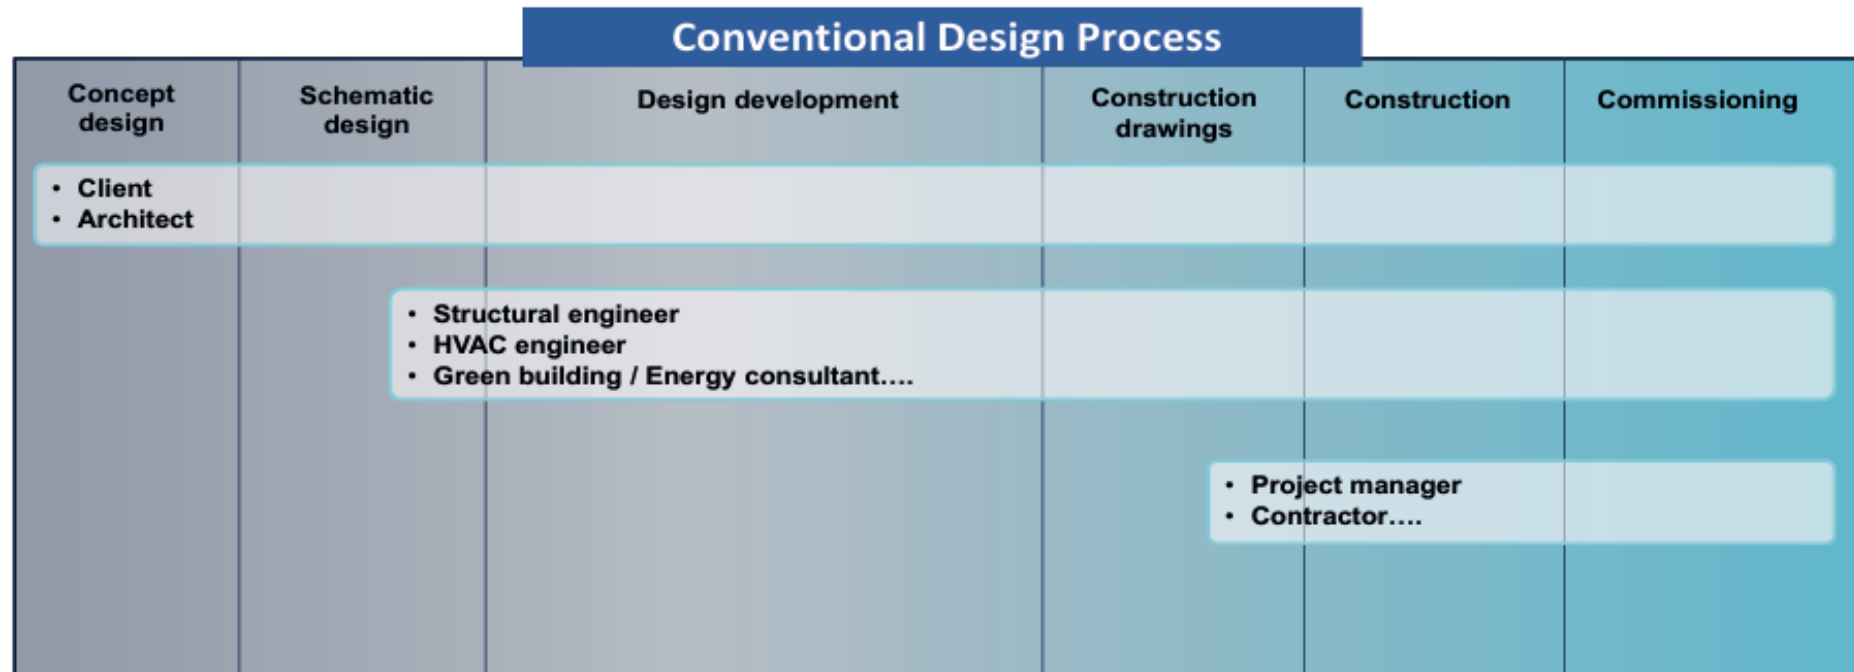 Conventional Design Process
Concept
design
Schematic
design
Design development
Construction
drawings
Construction
Commissioning
• Client
• Architect
• Structural engineer
• HVAC engineer
• Green building / Energy consultant....
• Project manager
• Contractor....